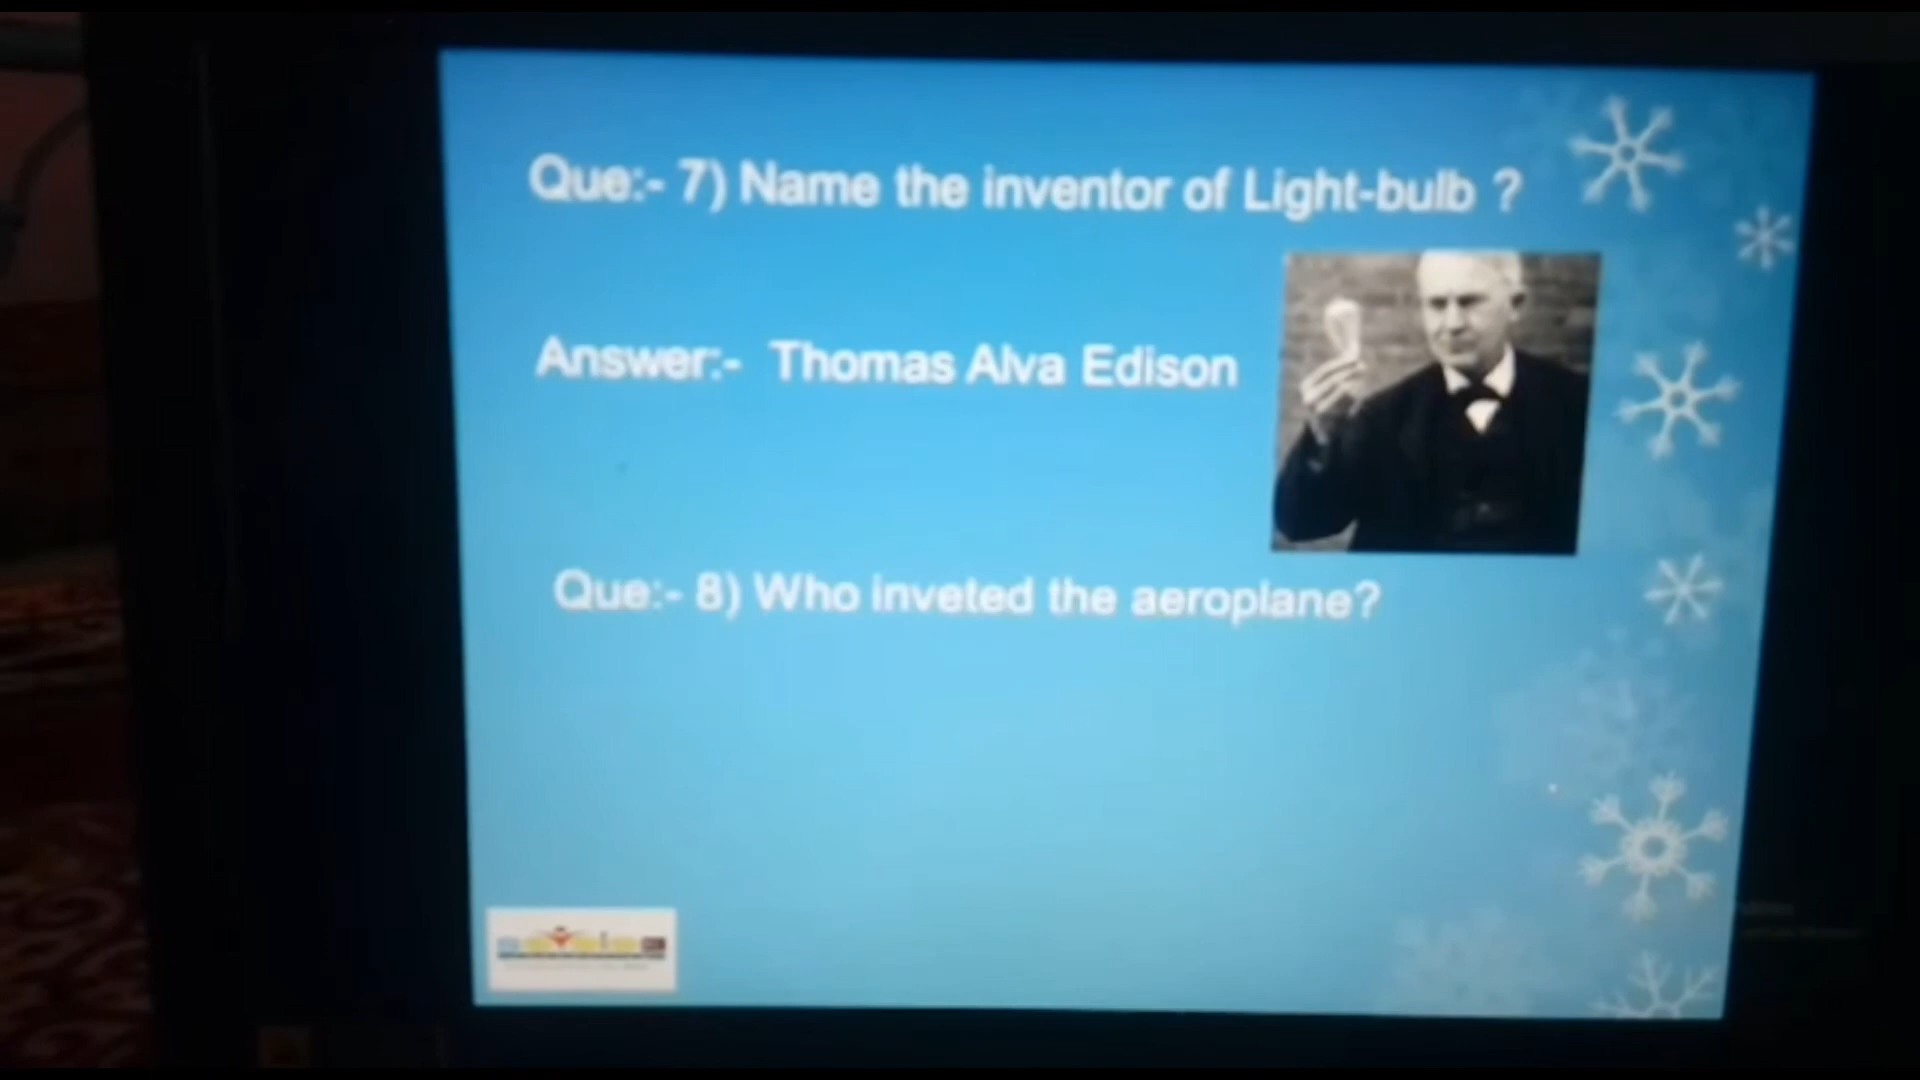 Que:- 7) Name the inventor of Light-bulb ?
Answer:- Thomas Alva Edison
Que:- 8) Who inveted the aeroplane?